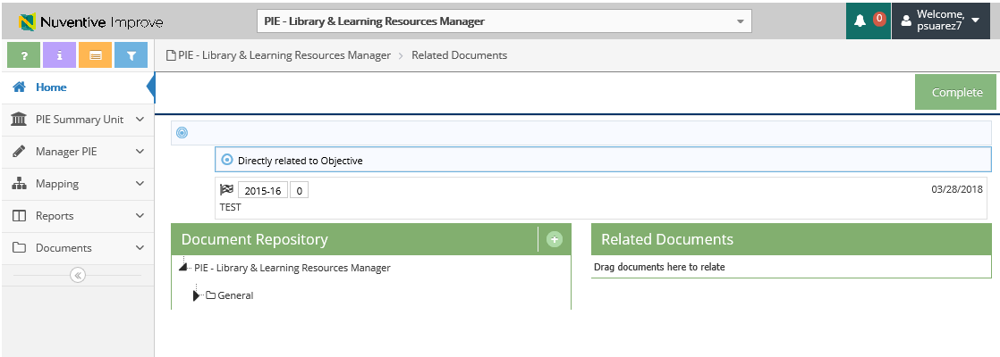 Nuventive Improve
PIE - Library & Learning Resources Manager
0
Welcome,
psuarez7
? i
PIE - Library & Learning Resources Manager > Related Documents
Home
Complete
PIE Summary Unit
Manager PIE
Mapping
Reports
Documents
Directly related to Objective
2015-16 0 03/28/2018
TEST
Document Repository +
PIE - Library & Learning Resources Manager
General
Related Documents
Drag documents here to relate